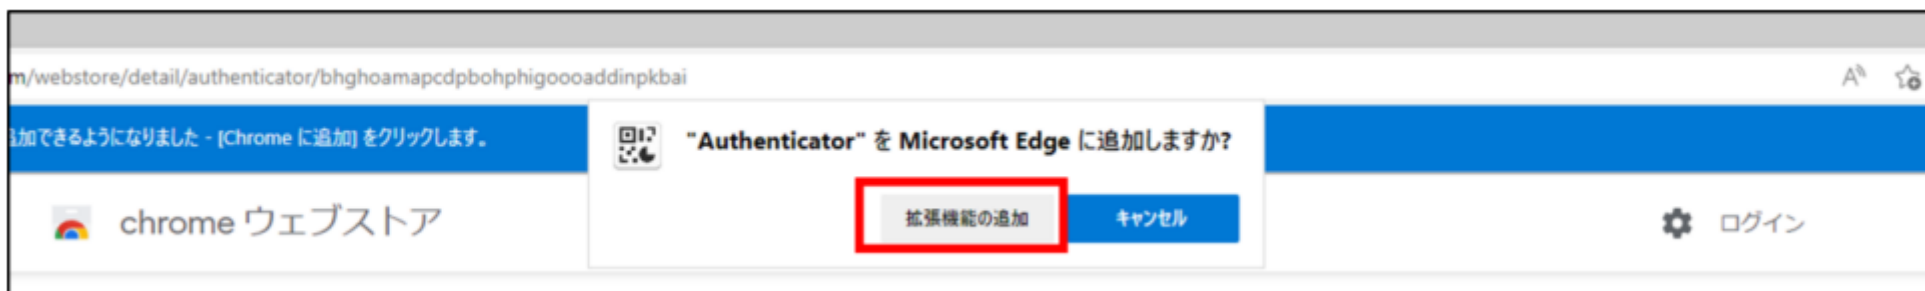 m/webstore/detail/authenticator/bhghoamapcdpbohphigoooaddinpkbai
追加できるようになりました - [Chrome に追加] をクリックします。
"Authenticator" を Microsoft Edge に追加しますか?
拡張機能の追加
キャンセル
chrome ウェブストア
ログイン